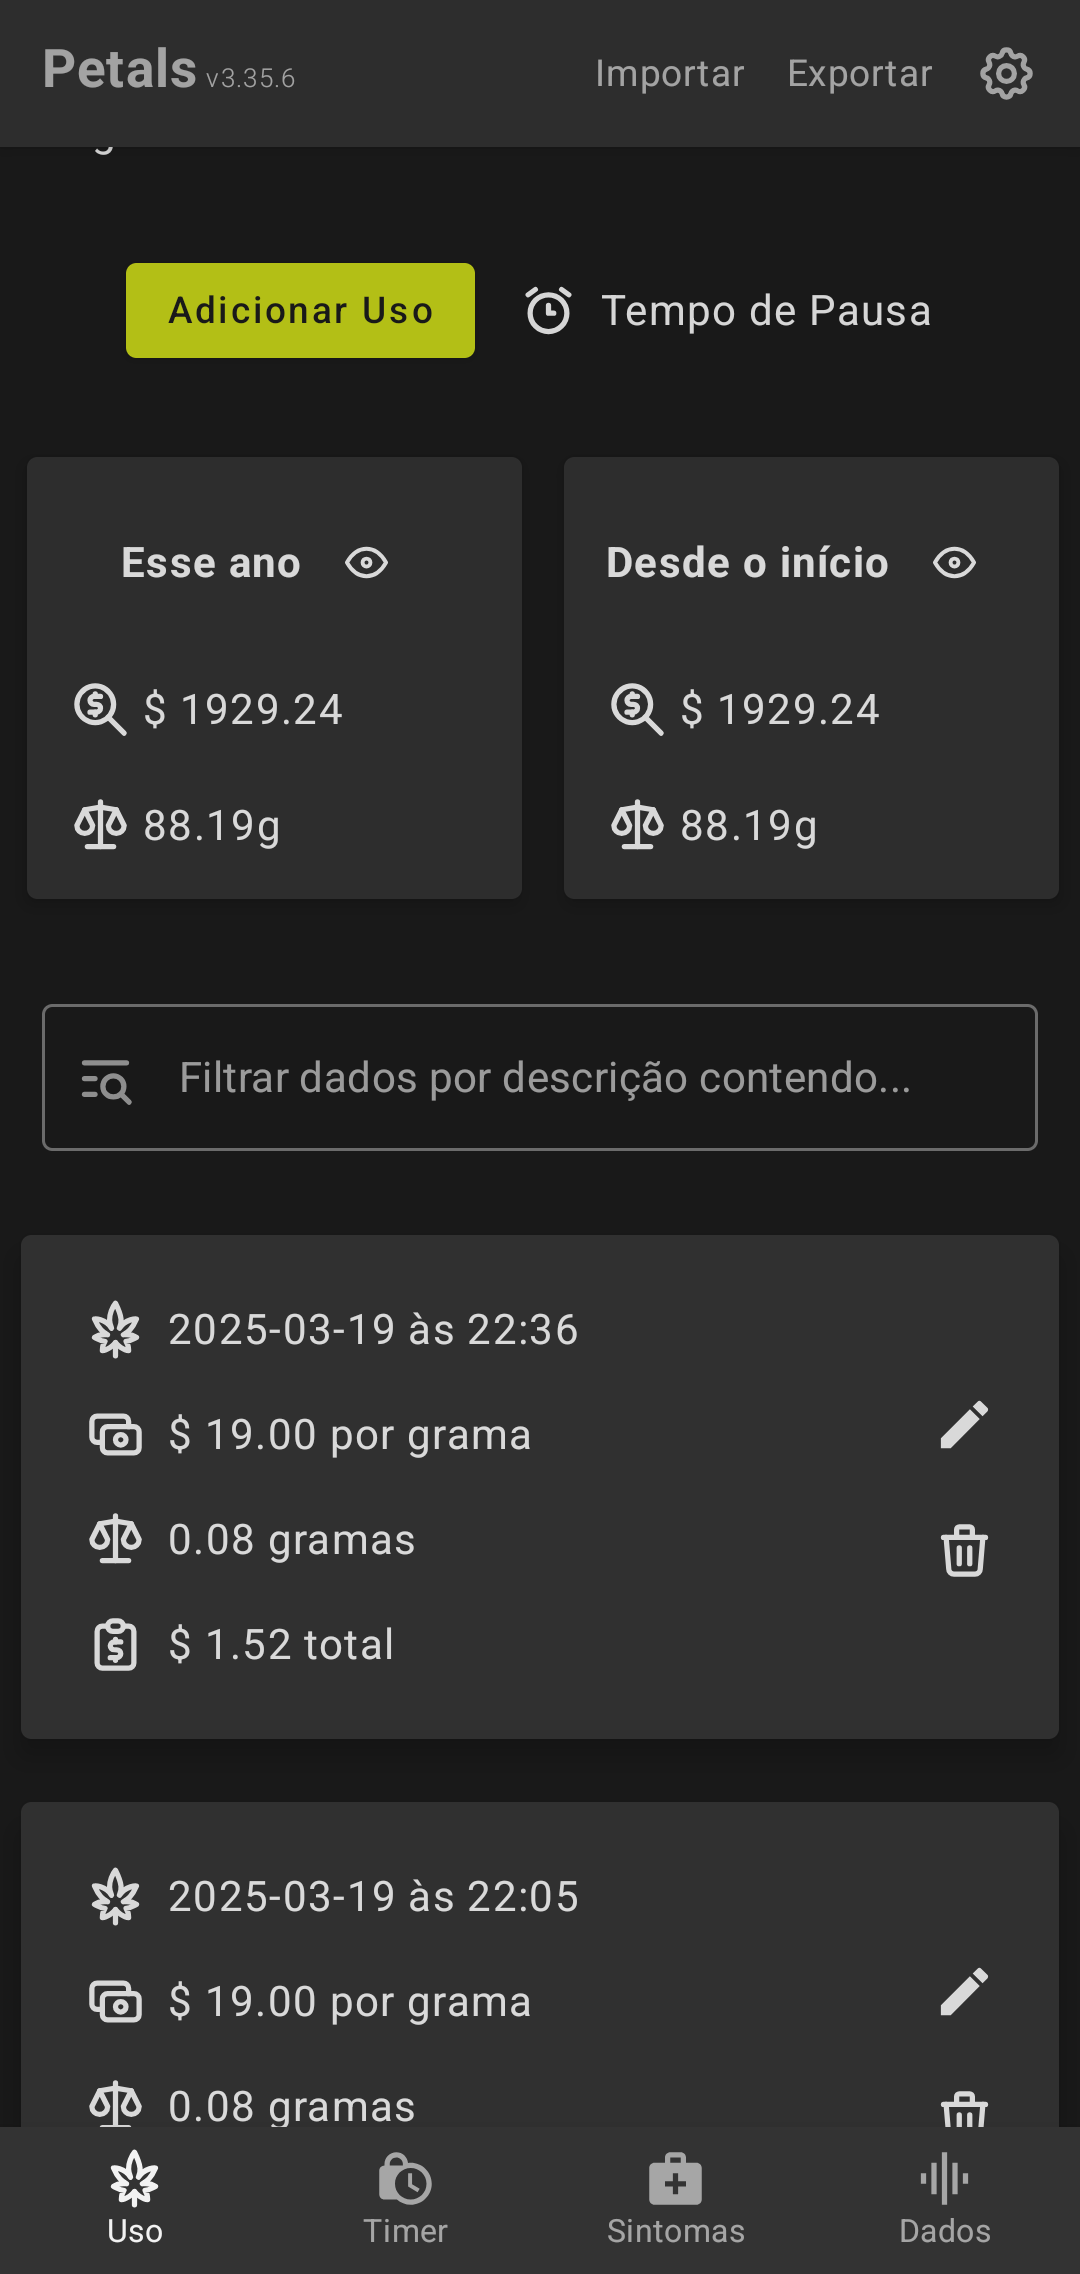 Petals v3.35.6 Importar Exportar
Adicionar Uso Tempo de Pausa
Esse ano
$ 1929.24
88.19g
Desde o início
$ 1929.24
88.19g
Filtrar dados por descrição contendo...
2025-03-19 às 22:36
$ 19.00 por grama
0.08 gramas
$ 1.52 total
2025-03-19 às 22:05
$ 19.00 por grama
0.08 gramas
Uso Timer Sintomas Dados